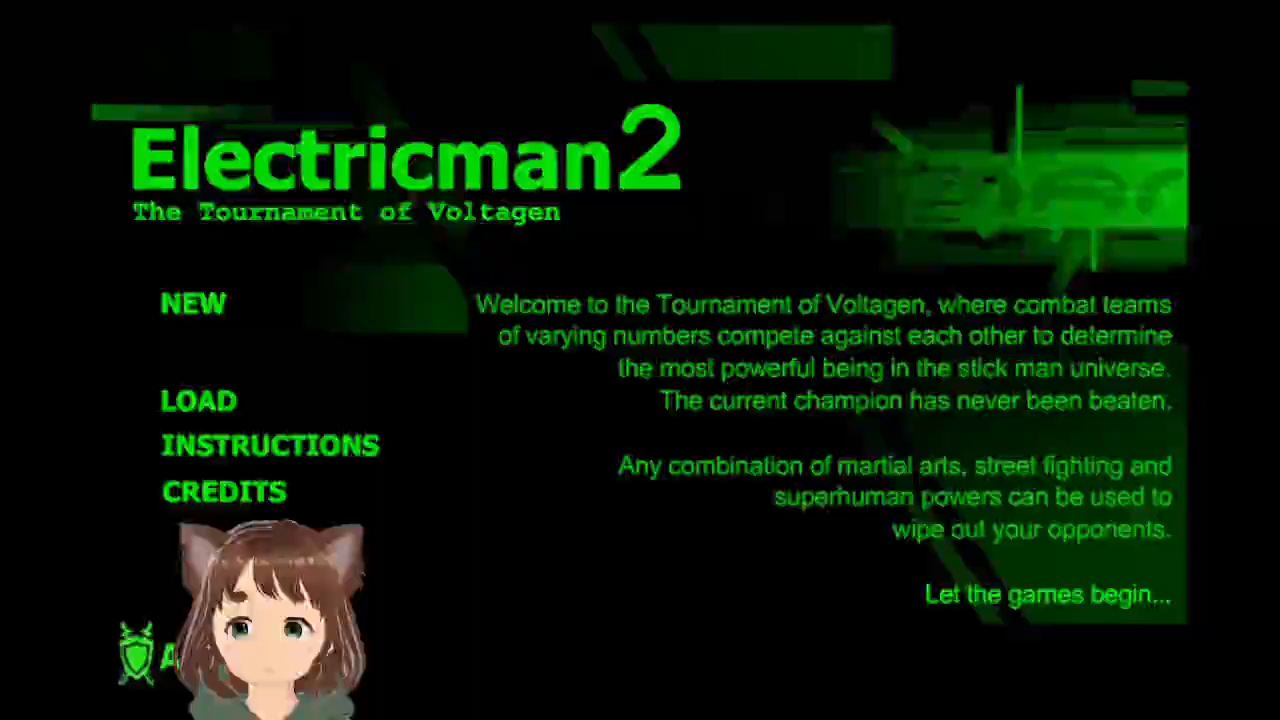 Electricman2
The Tournament of Voltagen
NEW
LOAD
INSTRUCTIONS
CREDITS
Welcome to the Tournament of Voltagen, where combat teams
of varying numbers compete against each other to determine
the most powerful being in the stick man universe.
The current champion has never been beaten.
Any combination of martial arts, street fighting and
superhuman powers can be used to
wipe out your opponents.
Let the games begin...